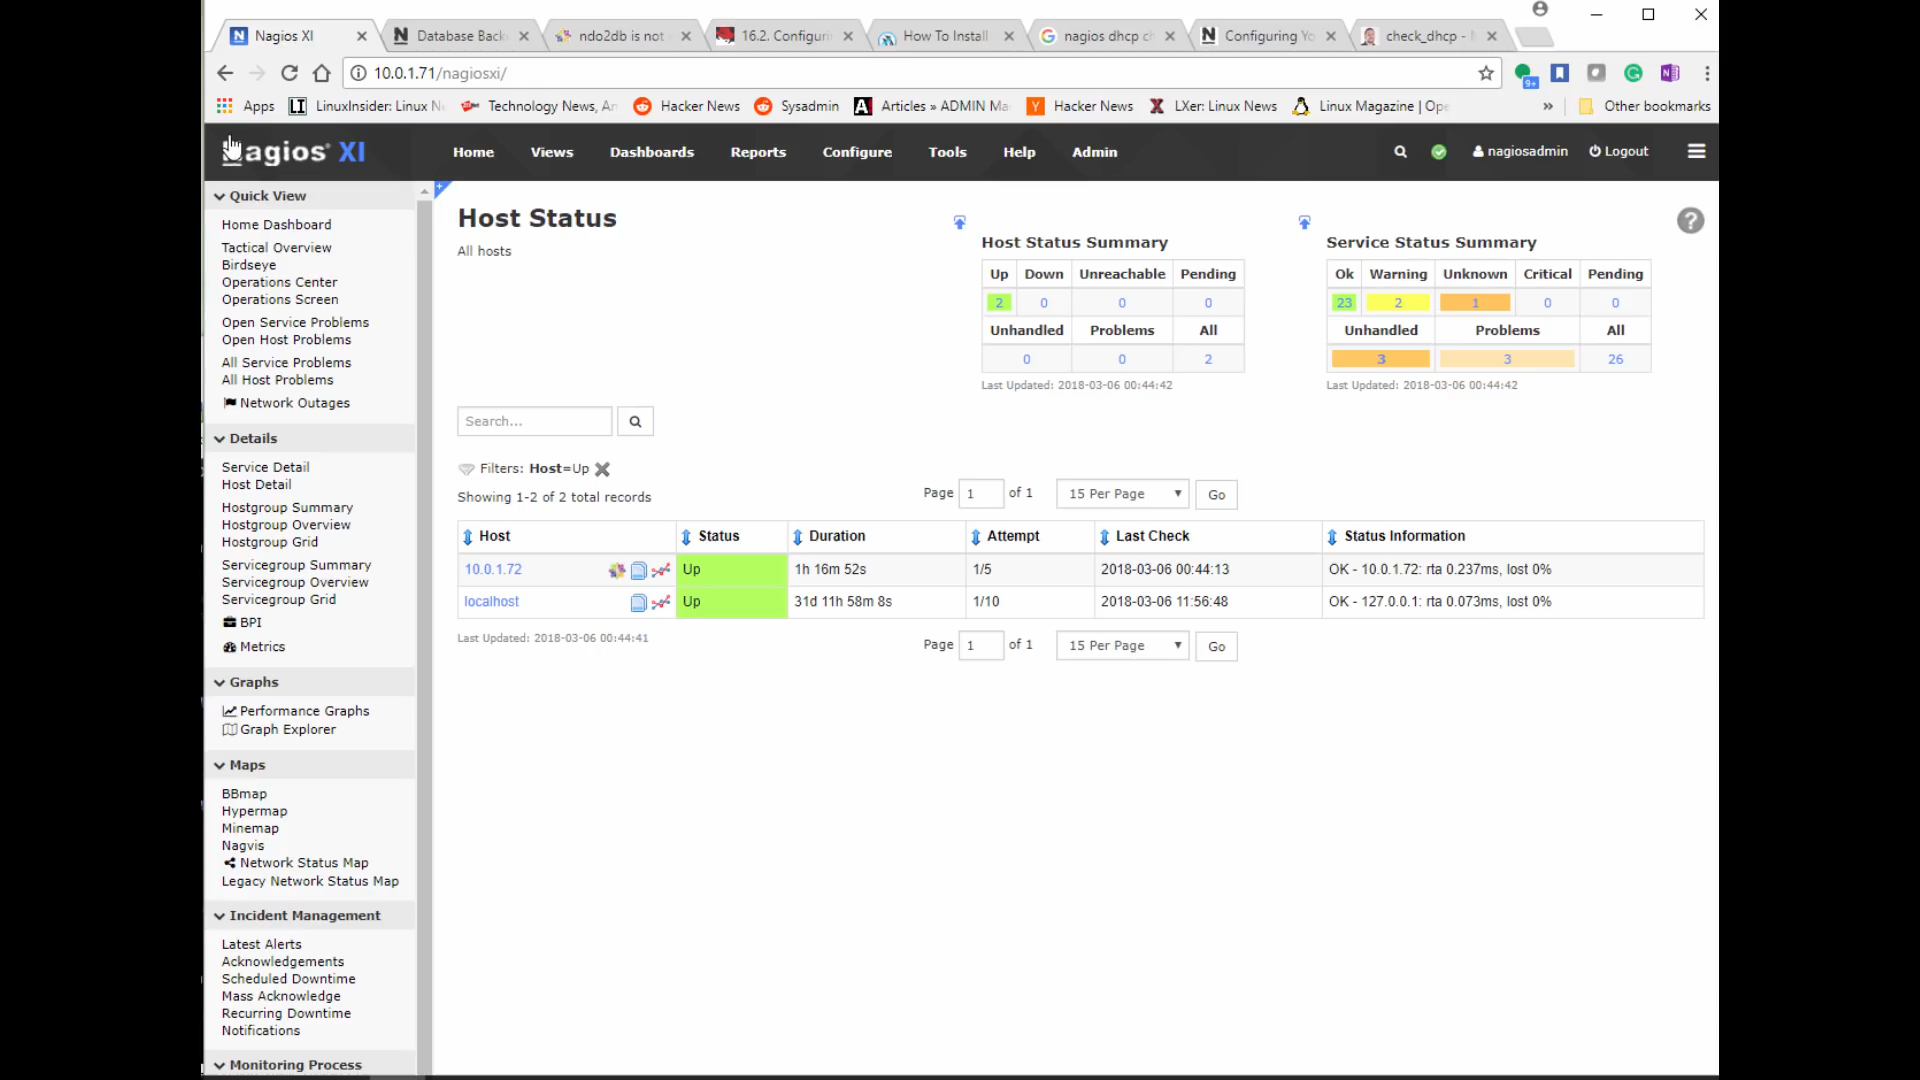 Nagios XI
Database Back
ndo2db is not
16.2. Configuri
How To Install
nagios dhcp ch
Configuring Yo
check_dhcp -
10.0.1.71/nagiosxi/
9+
Apps
LinuxInsider: Linux N
Technology News, An
Hacker News
Sysadmin
Articles » ADMIN Ma
Hacker News
LXer: Linux News
Linux Magazine | Ope
»
Other bookmarks
Nagios® XI
Home
Views
Dashboards
Reports
Configure
Tools
Help
Admin
nagiosadmin
Logout
Quick View
Home Dashboard
Tactical Overview
Birdseye
Operations Center
Operations Screen
Open Service Problems
Open Host Problems
All Service Problems
All Host Problems
Network Outages
Details
Service Detail
Host Detail
Hostgroup Summary
Hostgroup Overview
Hostgroup Grid
Servicegroup Summary
Servicegroup Overview
Servicegroup Grid
BPI
Metrics
Graphs
Performance Graphs
Graph Explorer
Maps
BBmap
Hypermap
Minemap
Nagvis
Network Status Map
Legacy Network Status Map
Incident Management
Latest Alerts
Acknowledgements
Scheduled Downtime
Mass Acknowledge
Recurring Downtime
Notifications
Monitoring Process
Host Status
All hosts
Host Status Summary
Up Down Unreachable Pending
2 0 0 0
Unhandled Problems All
0 0 2
Last Updated: 2018-03-06 00:44:42
Service Status Summary
Ok Warning Unknown Critical Pending
23 2 1 0 0
Unhandled Problems All
3 3 26
Last Updated: 2018-03-06 00:44:42
?
Search...
Filters: Host=Up
Showing 1-2 of 2 total records
Page 1 of 1 15 Per Page Go
Host Status Duration Attempt Last Check Status Information
10.0.1.72 Up 1h 16m 52s 1/5 2018-03-06 00:44:13 OK - 10.0.1.72: rta 0.237ms, lost 0%
localhost Up 31d 11h 58m 8s 1/10 2018-03-06 11:56:48 OK - 127.0.0.1: rta 0.073ms, lost 0%
Last Updated: 2018-03-06 00:44:41
Page 1 of 1 15 Per Page Go